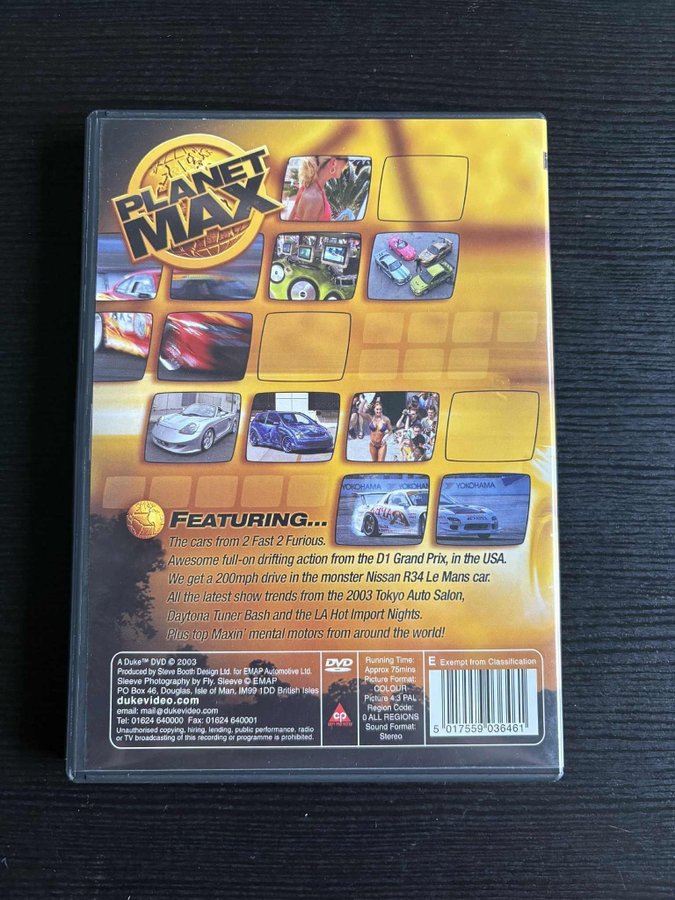 PLANET
MAX
YOKOHAMA
YOKOHAMA
FEATURING...
The cars from 2 Fast 2 Furious.
Awesome full-on drifting action from the D1 Grand Prix, in the USA.
We get a 200mph drive in the monster Nissan R34 Le Mans car.
All the latest show trends from the 2003 Tokyo Auto Salon,
Daytona Tuner Bash and the LA Hot Import Nights.
Plus top Maxin' mental motors from around the world!
A Duke™ DVD © 2003
Produced by Steve Booth Design Ltd. for EMAP Automotive Ltd.
Sleeve Photography by Fly. Sleeve © EMAP
PO Box 46, Douglas, Isle of Man, IM99 1DD British Isles
dukevideo.com
email: mail@dukevideo.com
Tel: 01624 640000 Fax: 01624 640001
Unauthorised copying, hiring, lending, public performance, radio
or TV broadcasting of this recording or programme is prohibited.
DVD
VIDEO
cp
COPY PROTECTED
Running Time:
Approx 75mins
Picture Format:
COLOUR
Picture 4:3 PAL
Region Code:
0 ALL REGIONS
Sound Format:
Stereo
E Exempt from Classification
5 017559 036461